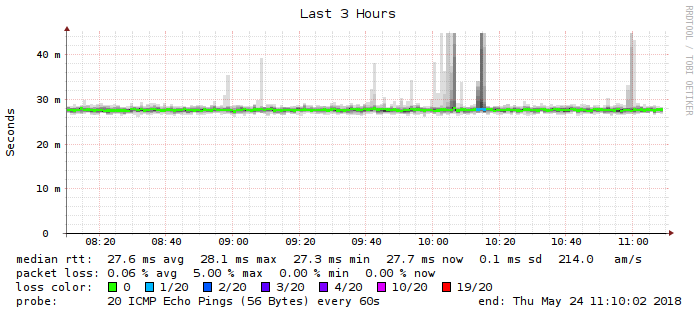 Last 3 Hours
RRDTOOL / TOBI OETIKER
Seconds
40 m
30 m
20 m
10 m
0
08:20 08:40 09:00 09:20 09:40 10:00 10:20 10:40 11:00
median rtt: 27.6 ms avg 28.1 ms max 27.3 ms min 27.7 ms now 0.1 ms sd 214.0 am/s
packet loss: 0.06 % avg 5.00 % max 0.00 % min 0.00 % now
loss color: 0 1/20 2/20 3/20 4/20 10/20 19/20
probe: 20 ICMP Echo Pings (56 Bytes) every 60s end: Thu May 24 11:10:02 2018